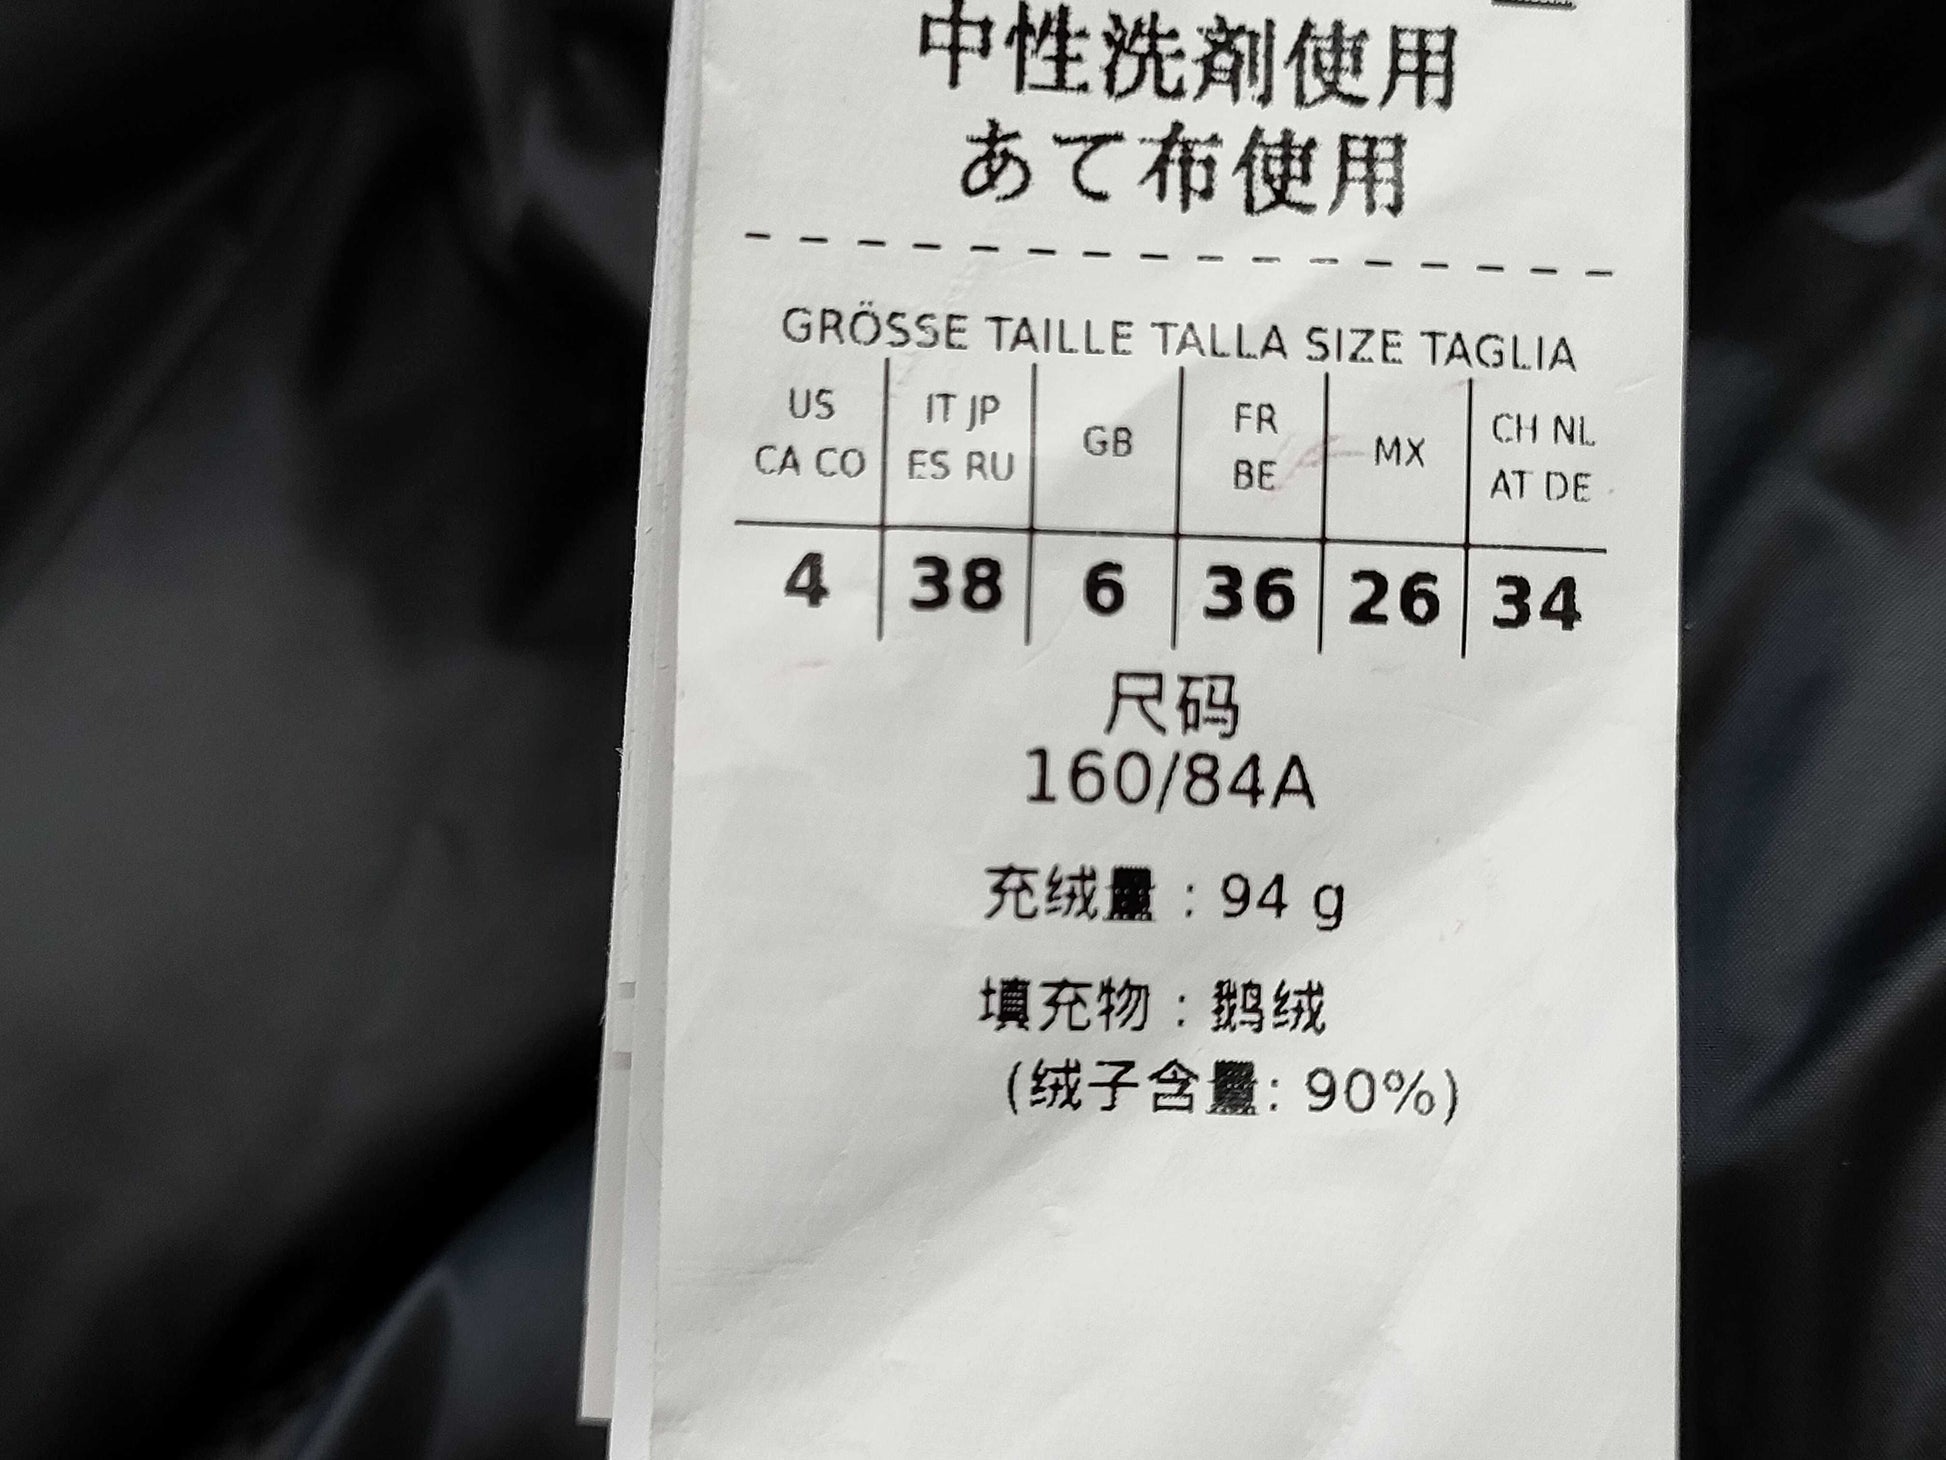 中性洗剤使用
あて布使用
GRÖSSE TAILLE TALLA SIZE TAGLIA
US CA CO | IT JP ES RU | GB | FR BE | MX | CH NL AT DE
4 | 38 | 6 | 36 | 26 | 34
尺码
160/84A
充绒量 : 94 g
填充物 : 鹅绒
(绒子含量: 90%)